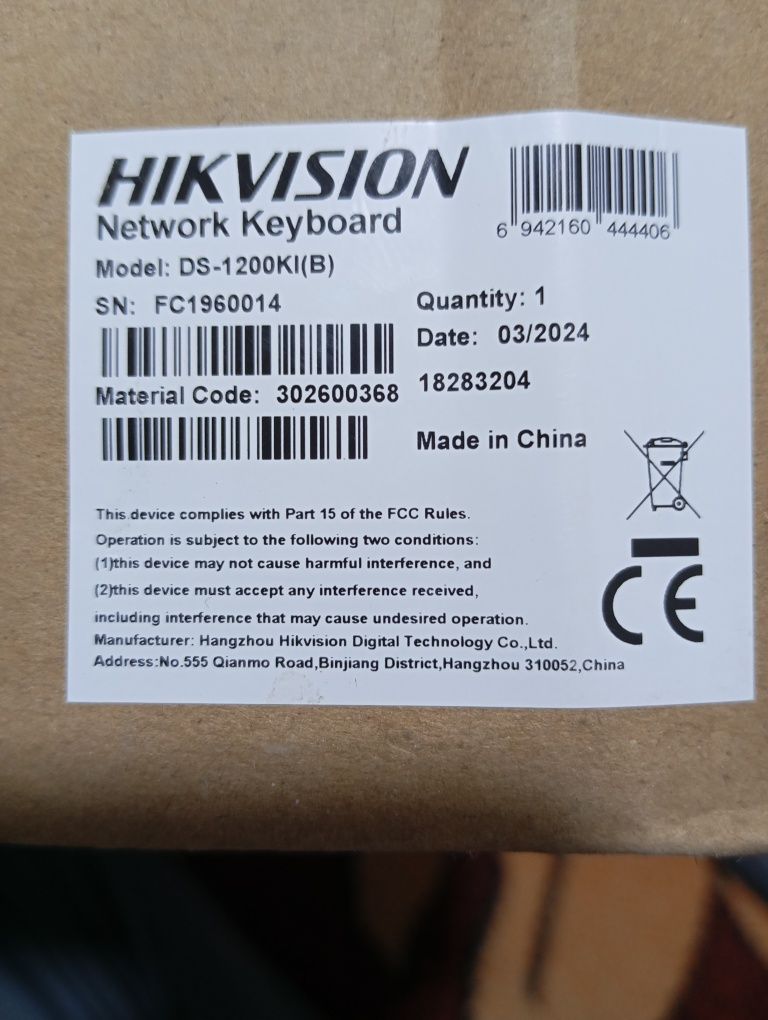 HIKVISION
Network Keyboard
6 942160 444406
Model: DS-1200KI(B)
SN: FC1960014
Quantity: 1
Date: 03/2024
Material Code: 302600368
18283204
Made in China
This device complies with Part 15 of the FCC Rules.
Operation is subject to the following two conditions:
(1)this device may not cause harmful interference, and
(2)this device must accept any interference received,
including interference that may cause undesired operation.
Manufacturer: Hangzhou Hikvision Digital Technology Co.,Ltd.
Address:No.555 Qianmo Road,Binjiang District,Hangzhou 310052,China
CE